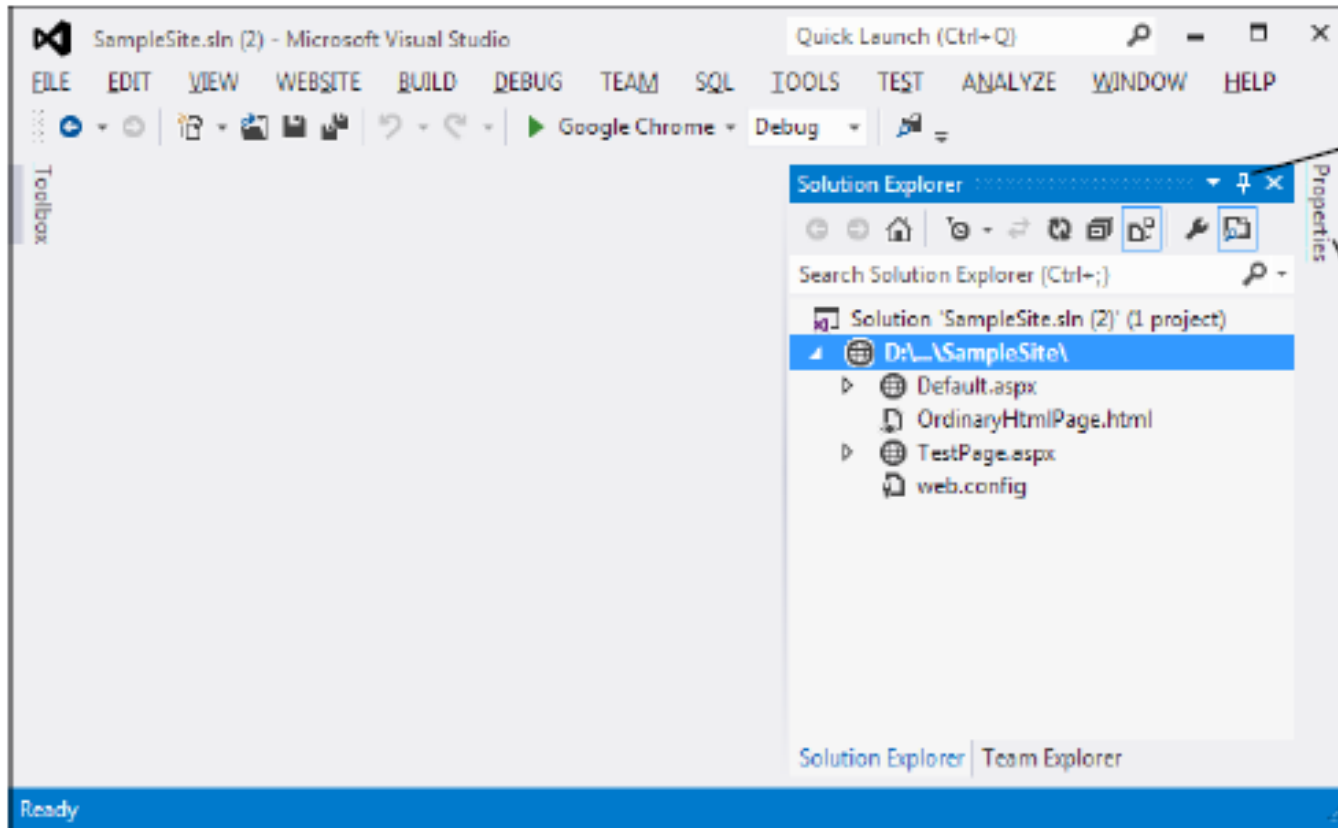 SampleSite.sln (2) - Microsoft Visual Studio
Quick Launch (Ctrl+Q)
FILE EDIT VIEW WEBSITE BUILD DEBUG TEAM SQL TOOLS TEST ANALYZE WINDOW HELP
Google Chrome Debug
Toolbox
Solution Explorer
Properties
Search Solution Explorer (Ctrl+;)
Solution 'SampleSite.sln (2)' (1 project)
D:\...\SampleSite\
Default.aspx
OrdinaryHtmlPage.html
TestPage.aspx
web.config
Solution Explorer Team Explorer
Ready